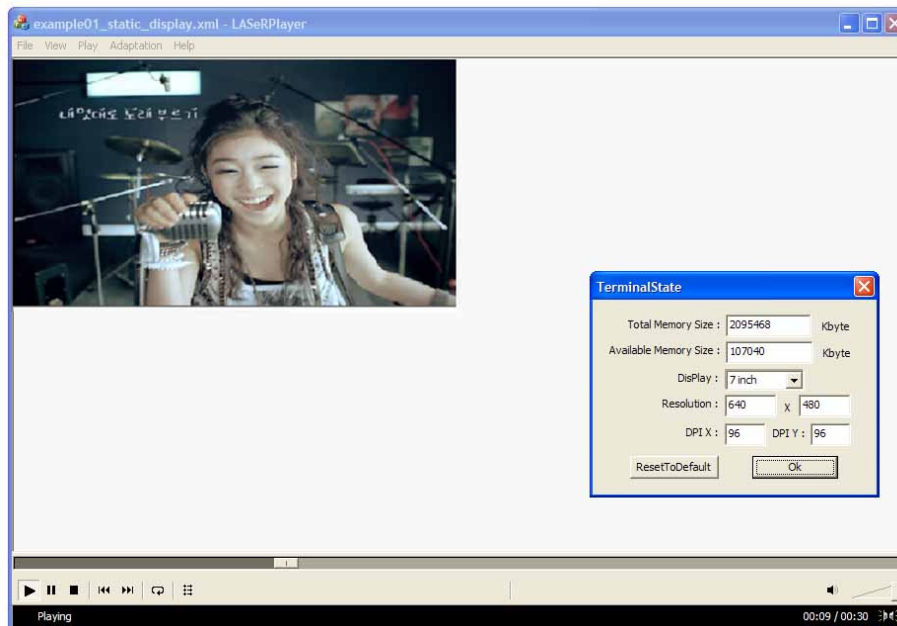 example01_static_display.xml - LASeRPlayer
File View Play Adaptation Help
내맘대로 노래 부르기
TerminalState
Total Memory Size : 2095468 Kbyte
Available Memory Size : 107040 Kbyte
DisPlay : 7 inch
Resolution : 640 X 480
DPI X : 96 DPI Y : 96
ResetToDefault Ok
Playing 00:09 / 00:30